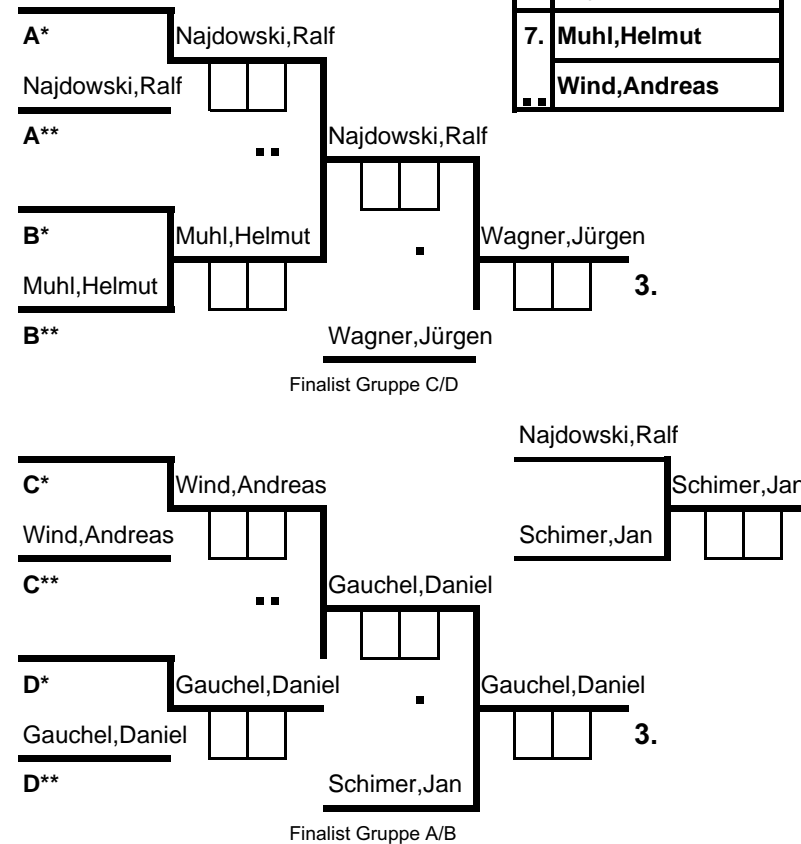 A* Najdowski,Ralf
7. Muhl,Helmut
Najdowski,Ralf
Wind,Andreas
A**
Najdowski,Ralf
B* Muhl,Helmut
Wagner,Jürgen
Muhl,Helmut
3.
B**
Wagner,Jürgen
Finalist Gruppe C/D
Najdowski,Ralf
C* Wind,Andreas
Schimer,Jan
Wind,Andreas
Schimer,Jan
C**
Gauchel,Daniel
D* Gauchel,Daniel
Gauchel,Daniel
Gauchel,Daniel
3.
D**
Schimer,Jan
Finalist Gruppe A/B